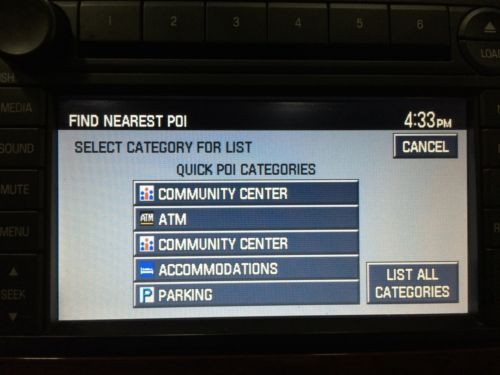 1 2 3 4 5 6
LOAD
MEDIA
SOUND
MUTE
MENU
SEEK
FIND NEAREST POI 4:33PM
SELECT CATEGORY FOR LIST CANCEL
QUICK POI CATEGORIES
COMMUNITY CENTER
ATM ATM
COMMUNITY CENTER
ACCOMMODATIONS
P PARKING
LIST ALL
CATEGORIES